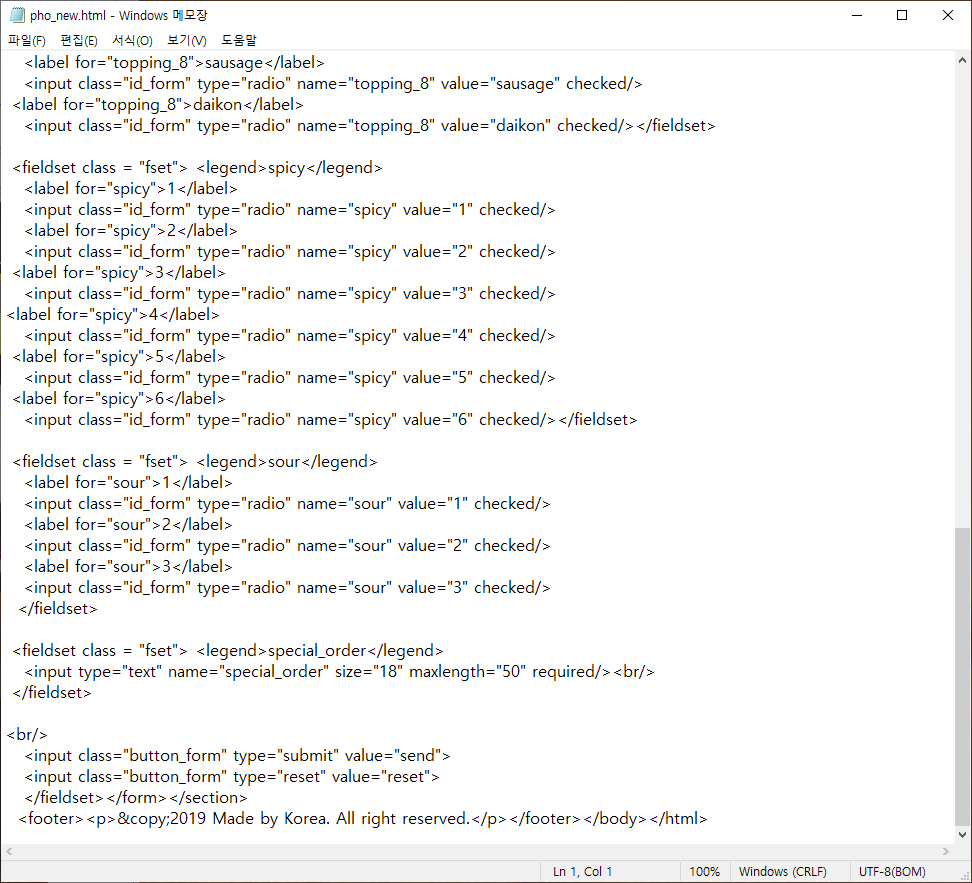 pho_new.html - Windows 메모장
파일(F) 편집(E) 서식(O) 보기(V) 도움말
<label for="topping_8">sausage</label>
<input class="id_form" type="radio" name="topping_8" value="sausage" checked/>
<label for="topping_8">daikon</label>
<input class="id_form" type="radio" name="topping_8" value="daikon" checked/></fieldset>
<fieldset class = "fset"> <legend>spicy</legend>
<label for="spicy">1</label>
<input class="id_form" type="radio" name="spicy" value="1" checked/>
<label for="spicy">2</label>
<input class="id_form" type="radio" name="spicy" value="2" checked/>
<label for="spicy">3</label>
<input class="id_form" type="radio" name="spicy" value="3" checked/>
<label for="spicy">4</label>
<input class="id_form" type="radio" name="spicy" value="4" checked/>
<label for="spicy">5</label>
<input class="id_form" type="radio" name="spicy" value="5" checked/>
<label for="spicy">6</label>
<input class="id_form" type="radio" name="spicy" value="6" checked/></fieldset>
<fieldset class = "fset"> <legend>sour</legend>
<label for="sour">1</label>
<input class="id_form" type="radio" name="sour" value="1" checked/>
<label for="sour">2</label>
<input class="id_form" type="radio" name="sour" value="2" checked/>
<label for="sour">3</label>
<input class="id_form" type="radio" name="sour" value="3" checked/>
</fieldset>
<fieldset class = "fset"> <legend>special_order</legend>
<input type="text" name="special_order" size="18" maxlength="50" required/><br/>
</fieldset>
<br/>
<input class="button_form" type="submit" value="send">
<input class="button_form" type="reset" value="reset">
</fieldset></form></section>
<footer><p>&copy;2019 Made by Korea. All right reserved.</p></footer></body></html>
Ln 1, Col 1 100% Windows (CRLF) UTF-8(BOM)